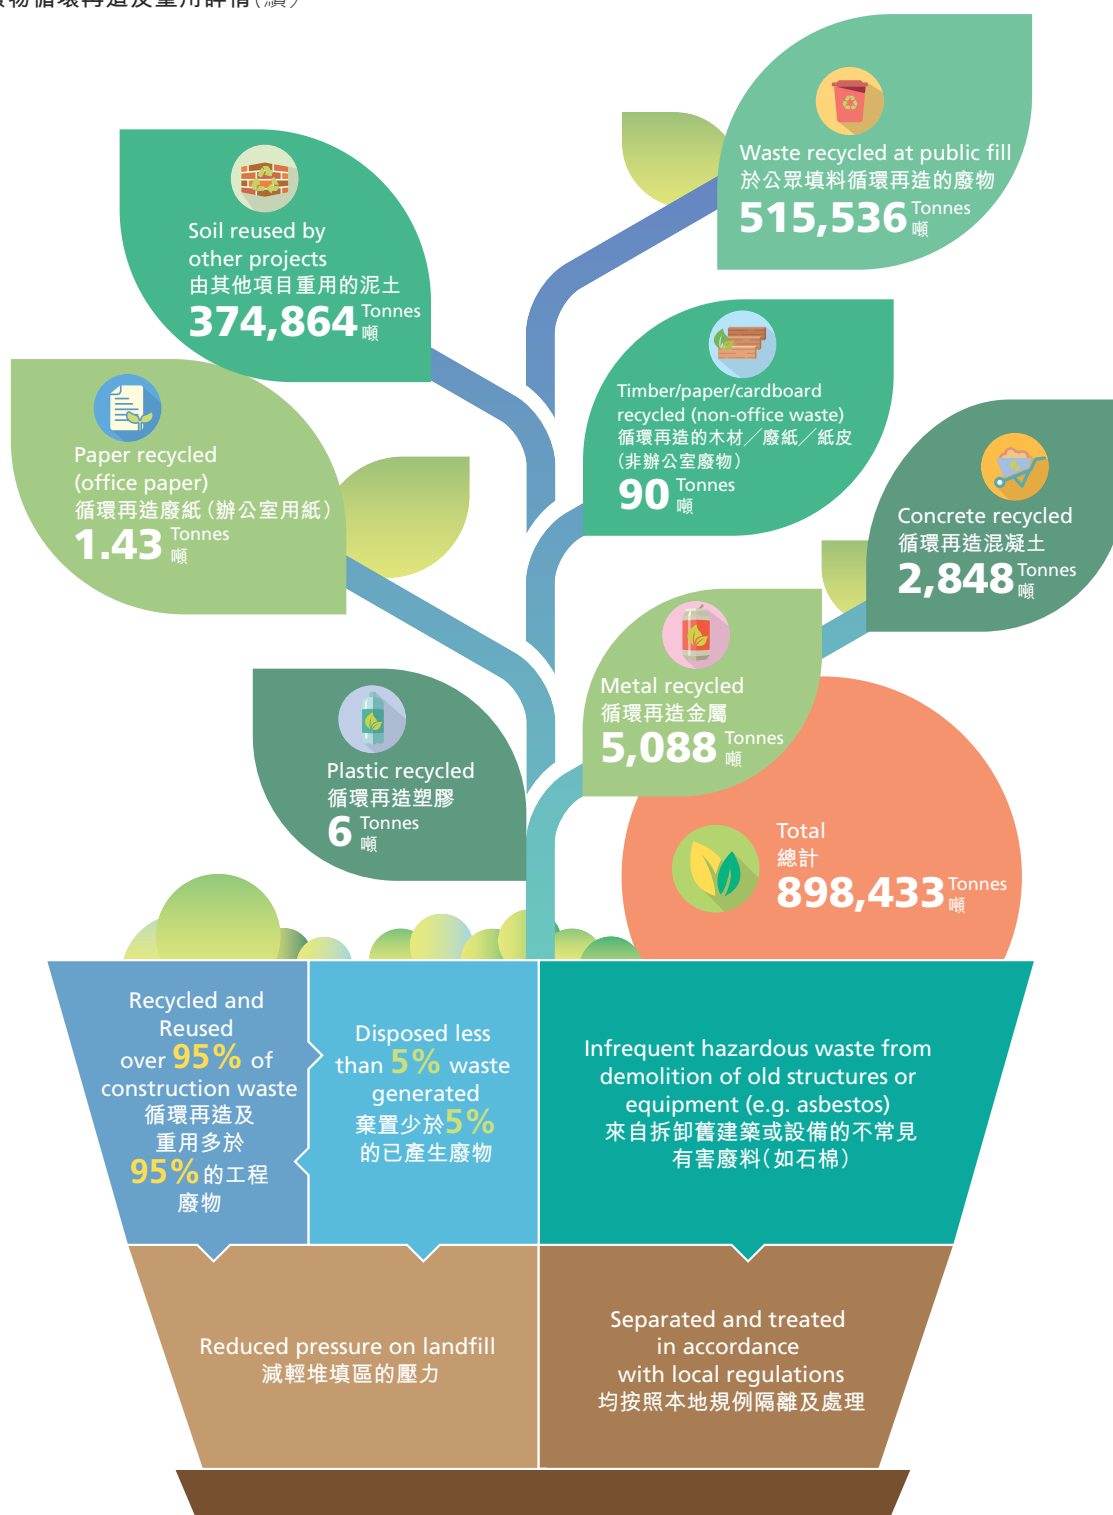 物循環再造及重用詳情（續）
Waste recycled at public fill
於公眾填料循環再造的廢物
515,536 Tonnes
噸
Soil reused by
other projects
由其他項目重用的泥土
374,864 Tonnes
噸
Timber/paper/cardboard
recycled (non-office waste)
循環再造的木材／廢紙／紙皮
（非辦公室廢物）
90 Tonnes
噸
Paper recycled
(office paper)
循環再造廢紙（辦公室用紙）
1.43 Tonnes
噸
Concrete recycled
循環再造混凝土
2,848 Tonnes
噸
Metal recycled
循環再造金屬
5,088 Tonnes
噸
Plastic recycled
循環再造塑膠
6 Tonnes
噸
Total
總計
898,433 Tonnes
噸
Recycled and
Reused
over 95% of
construction waste
循環再造及
重用多於
95%的工程
廢物
Disposed less
than 5% waste
generated
棄置少於5%
的已產生廢物
Infrequent hazardous waste from
demolition of old structures or
equipment (e.g. asbestos)
來自拆卸舊建築或設備的不常見
有害廢料（如石棉）
Reduced pressure on landfill
減輕堆填區的壓力
Separated and treated
in accordance
with local regulations
均按照本地規例隔離及處理